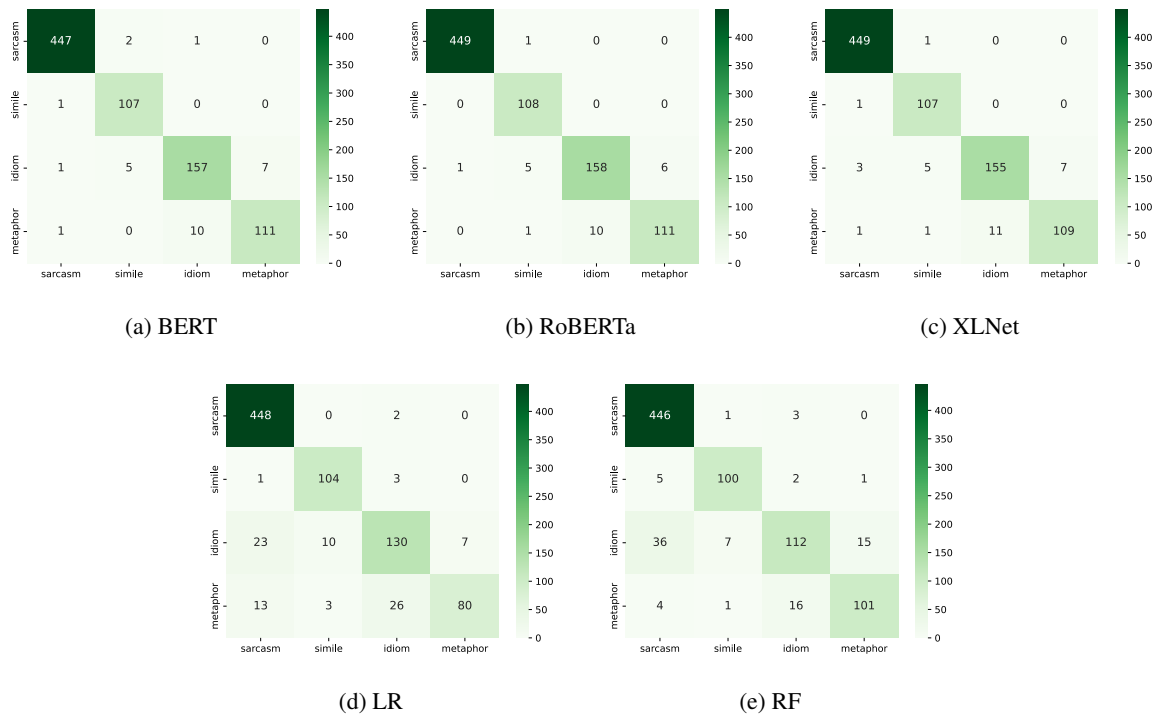 sarcasm 447 2 1 0
simile 1 107 0 0
idiom 1 5 157 7
metaphor 1 0 10 111
sarcasm simile idiom metaphor
400
350
300
250
200
150
100
50
0
(a) BERT
sarcasm 449 1 0 0
simile 0 108 0 0
idiom 1 5 158 6
metaphor 0 1 10 111
sarcasm simile idiom metaphor
400
350
300
250
200
150
100
50
0
(b) RoBERTa
sarcasm 449 1 0 0
simile 1 107 0 0
idiom 3 5 155 7
metaphor 1 1 11 109
sarcasm simile idiom metaphor
400
350
300
250
200
150
100
50
0
(c) XLNet
sarcasm 448 0 2 0
simile 1 104 3 0
idiom 23 10 130 7
metaphor 13 3 26 80
sarcasm simile idiom metaphor
400
350
300
250
200
150
100
50
0
(d) LR
sarcasm 446 1 3 0
simile 5 100 2 1
idiom 36 7 112 15
metaphor 4 1 16 101
sarcasm simile idiom metaphor
400
350
300
250
200
150
100
50
0
(e) RF